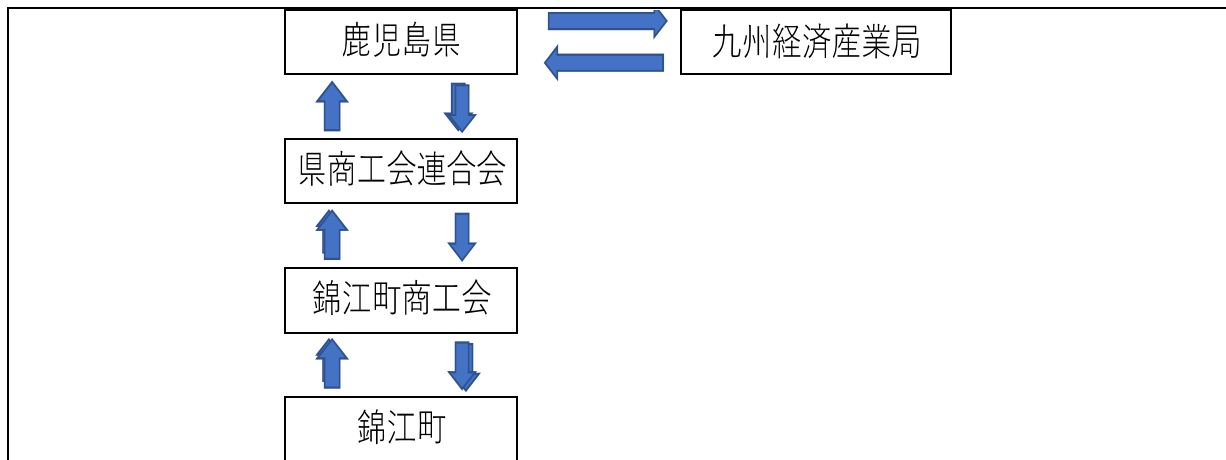 鹿児島県
九州経済産業局
県商工会連合会
錦江町商工会
錦江町